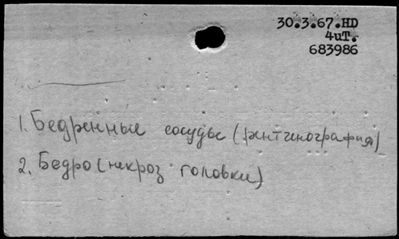 30.3.67.HD
4иТ.
683986
1. Бедренные сосуды (рентгенография)
2. Бедро (некроз головки)